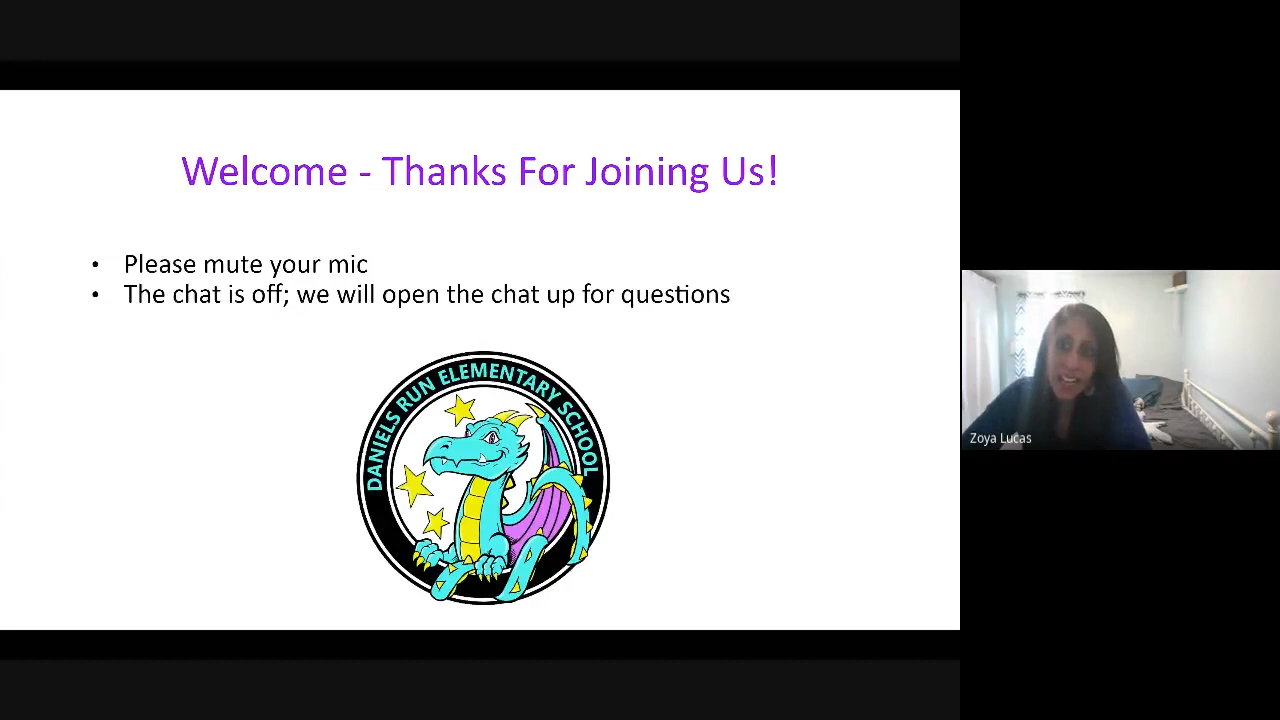 Welcome - Thanks For Joining Us!
• Please mute your mic
• The chat is off; we will open the chat up for questions
DANIELS RUN ELEMENTARY SCHOOL
Zoya Lucas